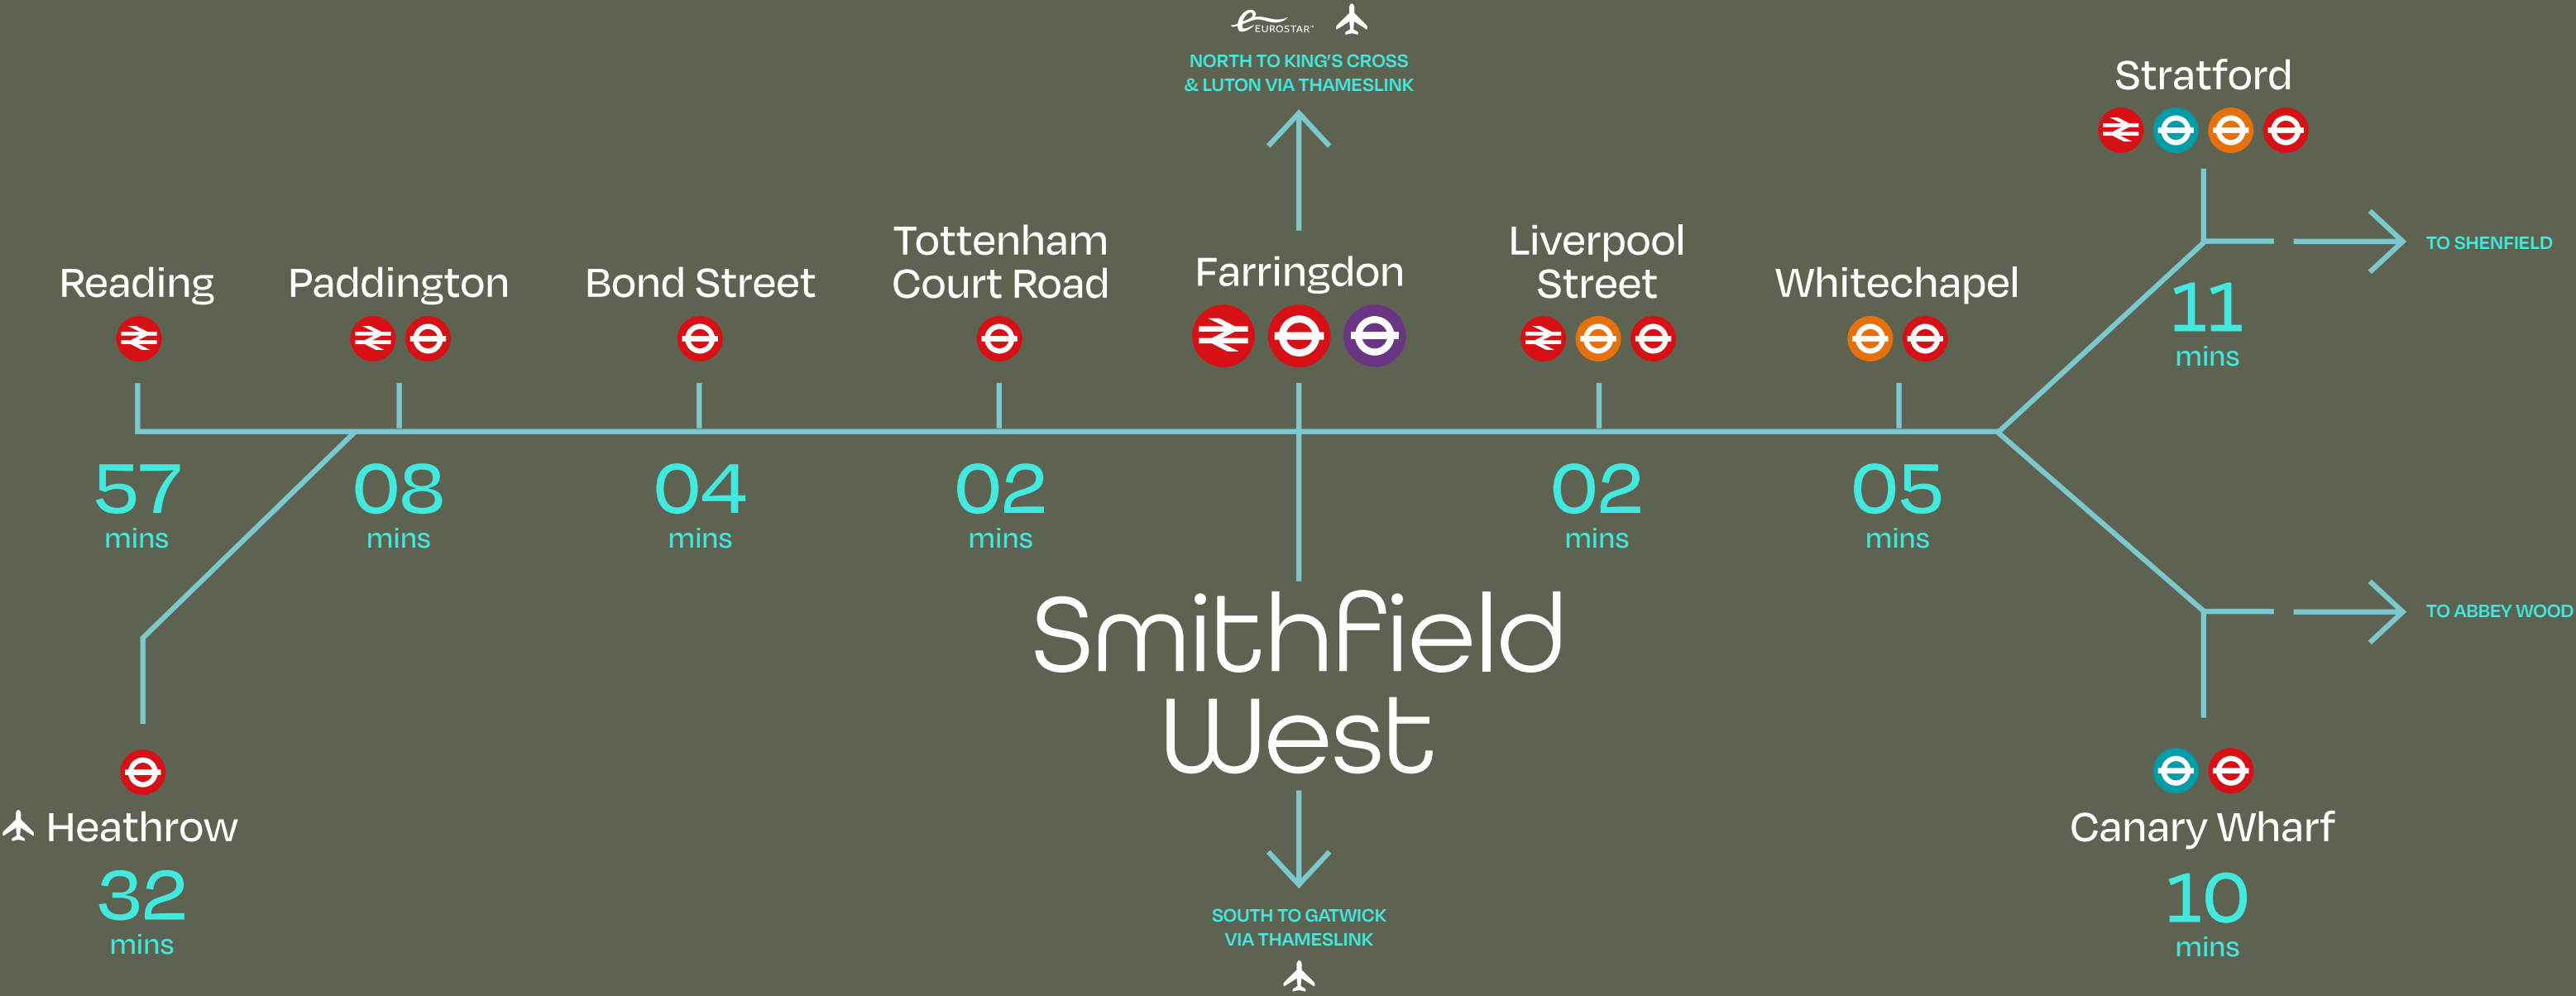 EUROSTAR™
NORTH TO KING'S CROSS
& LUTON VIA THAMESLINK
Stratford
TO SHENFIELD
11
mins
Reading
57
mins
Paddington
08
mins
Bond Street
04
mins
Tottenham
Court Road
02
mins
Farringdon
Liverpool
Street
02
mins
Whitechapel
05
mins
Smithfield
West
TO ABBEY WOOD
Heathrow
32
mins
Canary Wharf
10
mins
SOUTH TO GATWICK
VIA THAMESLINK